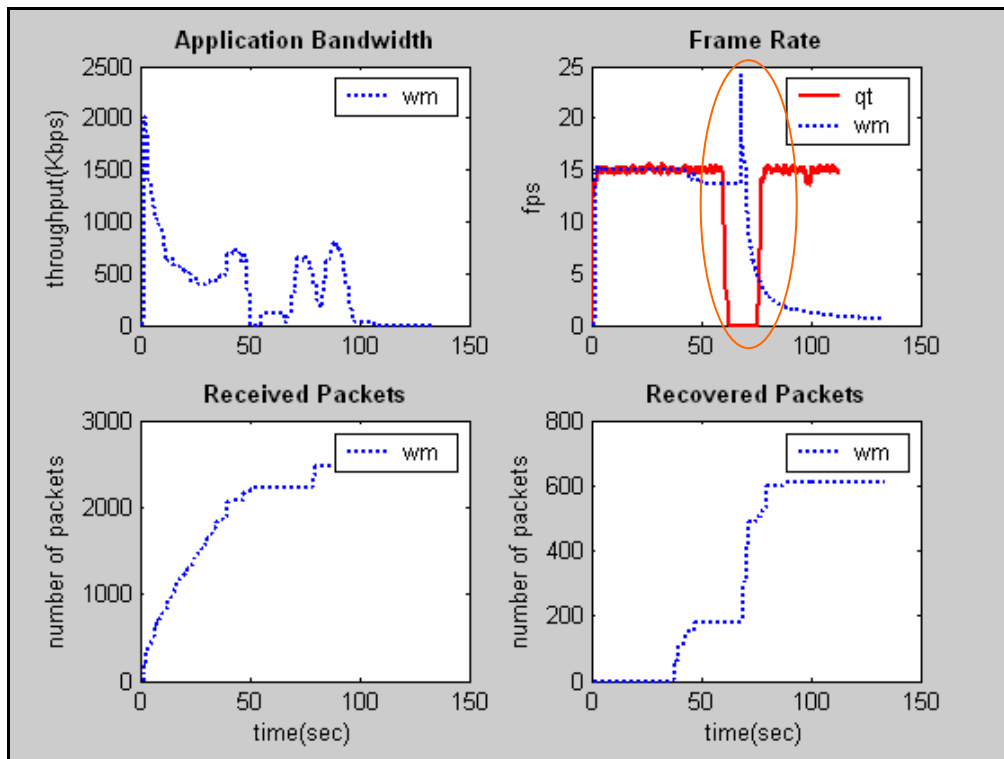 Application Bandwidth
2500
2000
1500
1000
500
0
throughput(Kbps)
wm
0 50 100 150
Frame Rate
25
20
15
10
5
0
fps
qt
wm
0 50 100 150
Received Packets
3000
2000
1000
0
number of packets
wm
0 50 100 150
time(sec)
Recovered Packets
800
600
400
200
0
number of packets
wm
0 50 100 150
time(sec)